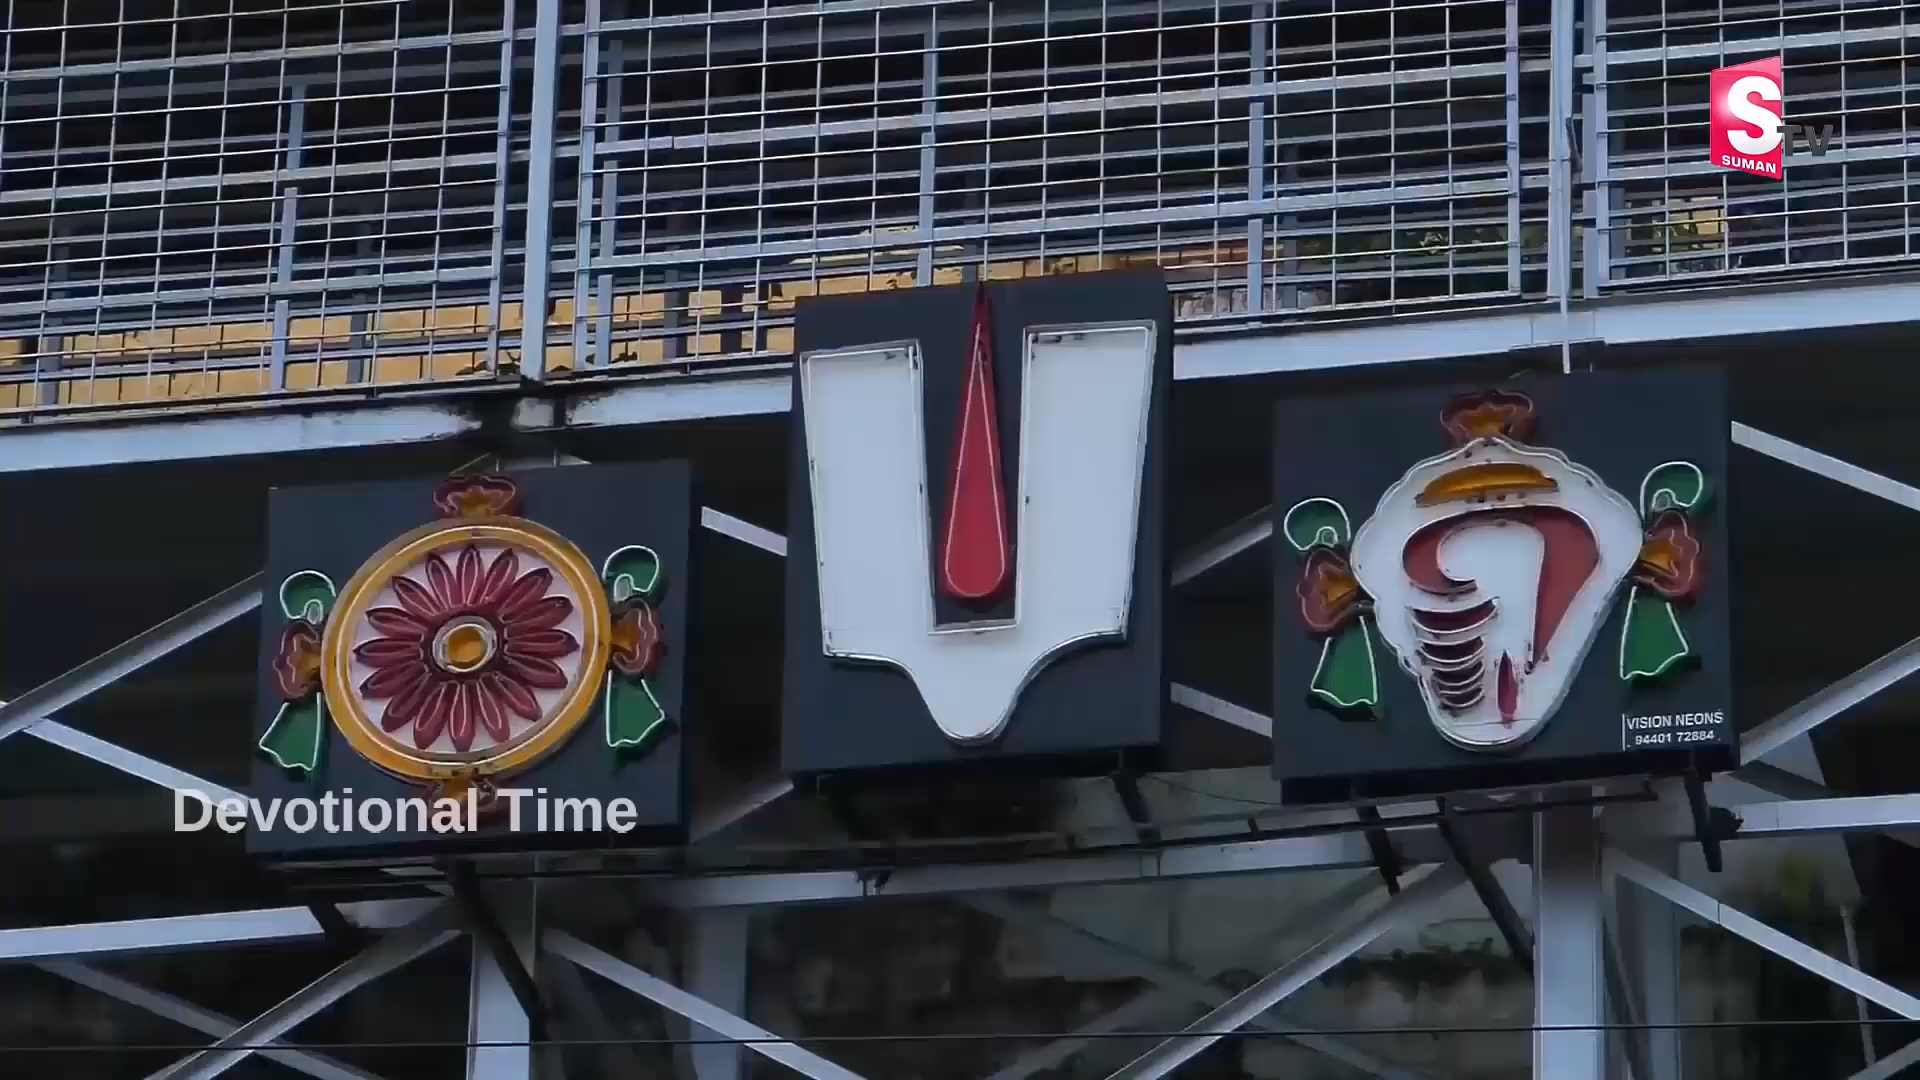 S
SUMAN
TV
VISION NEONS
94401 72884
Devotional Time